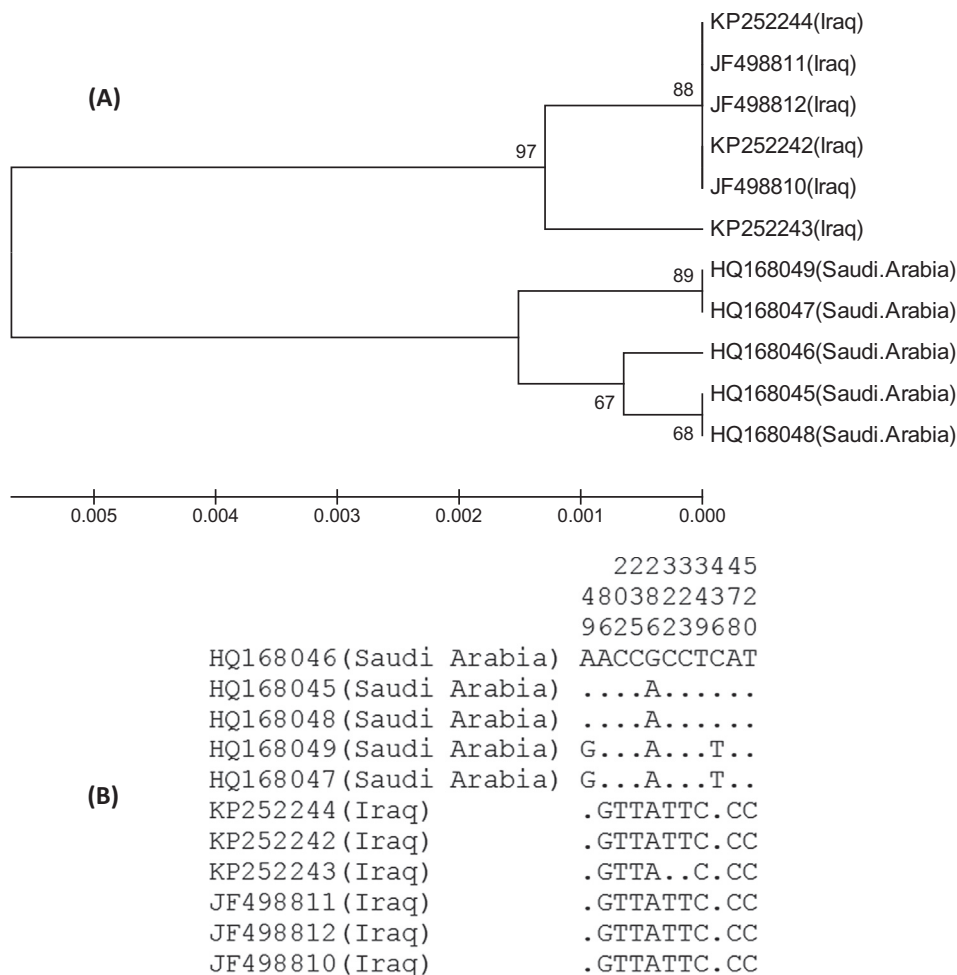 KP252244(Iraq)
JF498811(Iraq)
88
(A)
JF498812(Iraq)
KP252242(Iraq)
97
JF498810(Iraq)
KP252243(Iraq)
HQ168049(Saudi.Arabia)
89
HQ168047(Saudi.Arabia)
HQ168046(Saudi.Arabia)
HQ168045(Saudi.Arabia)
67
68 HQ168048(Saudi.Arabia)
0.005 0.004 0.003 0.002 0.001 0.000
222333445
48038224372
96256239680
HQ168046(Saudi Arabia) AACCGCCTCAT
HQ168045(Saudi Arabia) ....A......
HQ168048(Saudi Arabia) ....A......
HQ168049(Saudi Arabia) G...A...T..
HQ168047(Saudi Arabia) G...A...T..
(B)
KP252244(Iraq) .GTTATTC.CC
KP252242(Iraq) .GTTATTC.CC
KP252243(Iraq) .GTTA..C.CC
JF498811(Iraq) .GTTATTC.CC
JF498812(Iraq) .GTTATTC.CC
JF498810(Iraq) .GTTATTC.CC